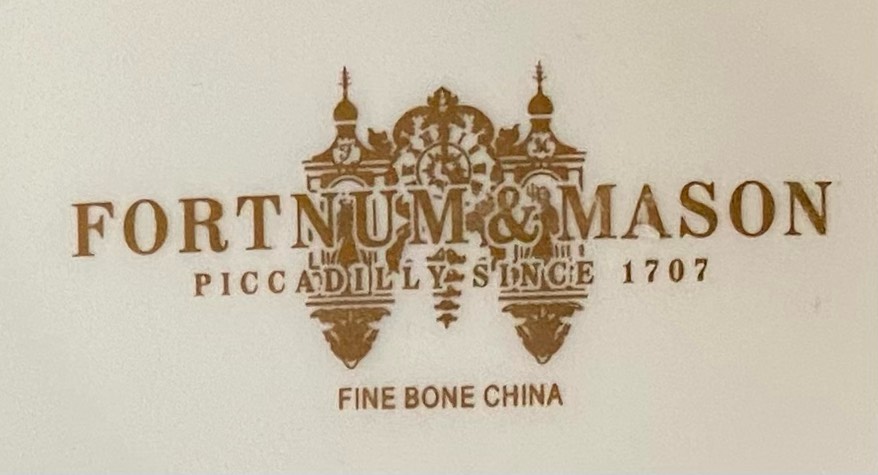 FORTNUM & MASON
PICCADILLY SINCE 1707
FINE BONE CHINA